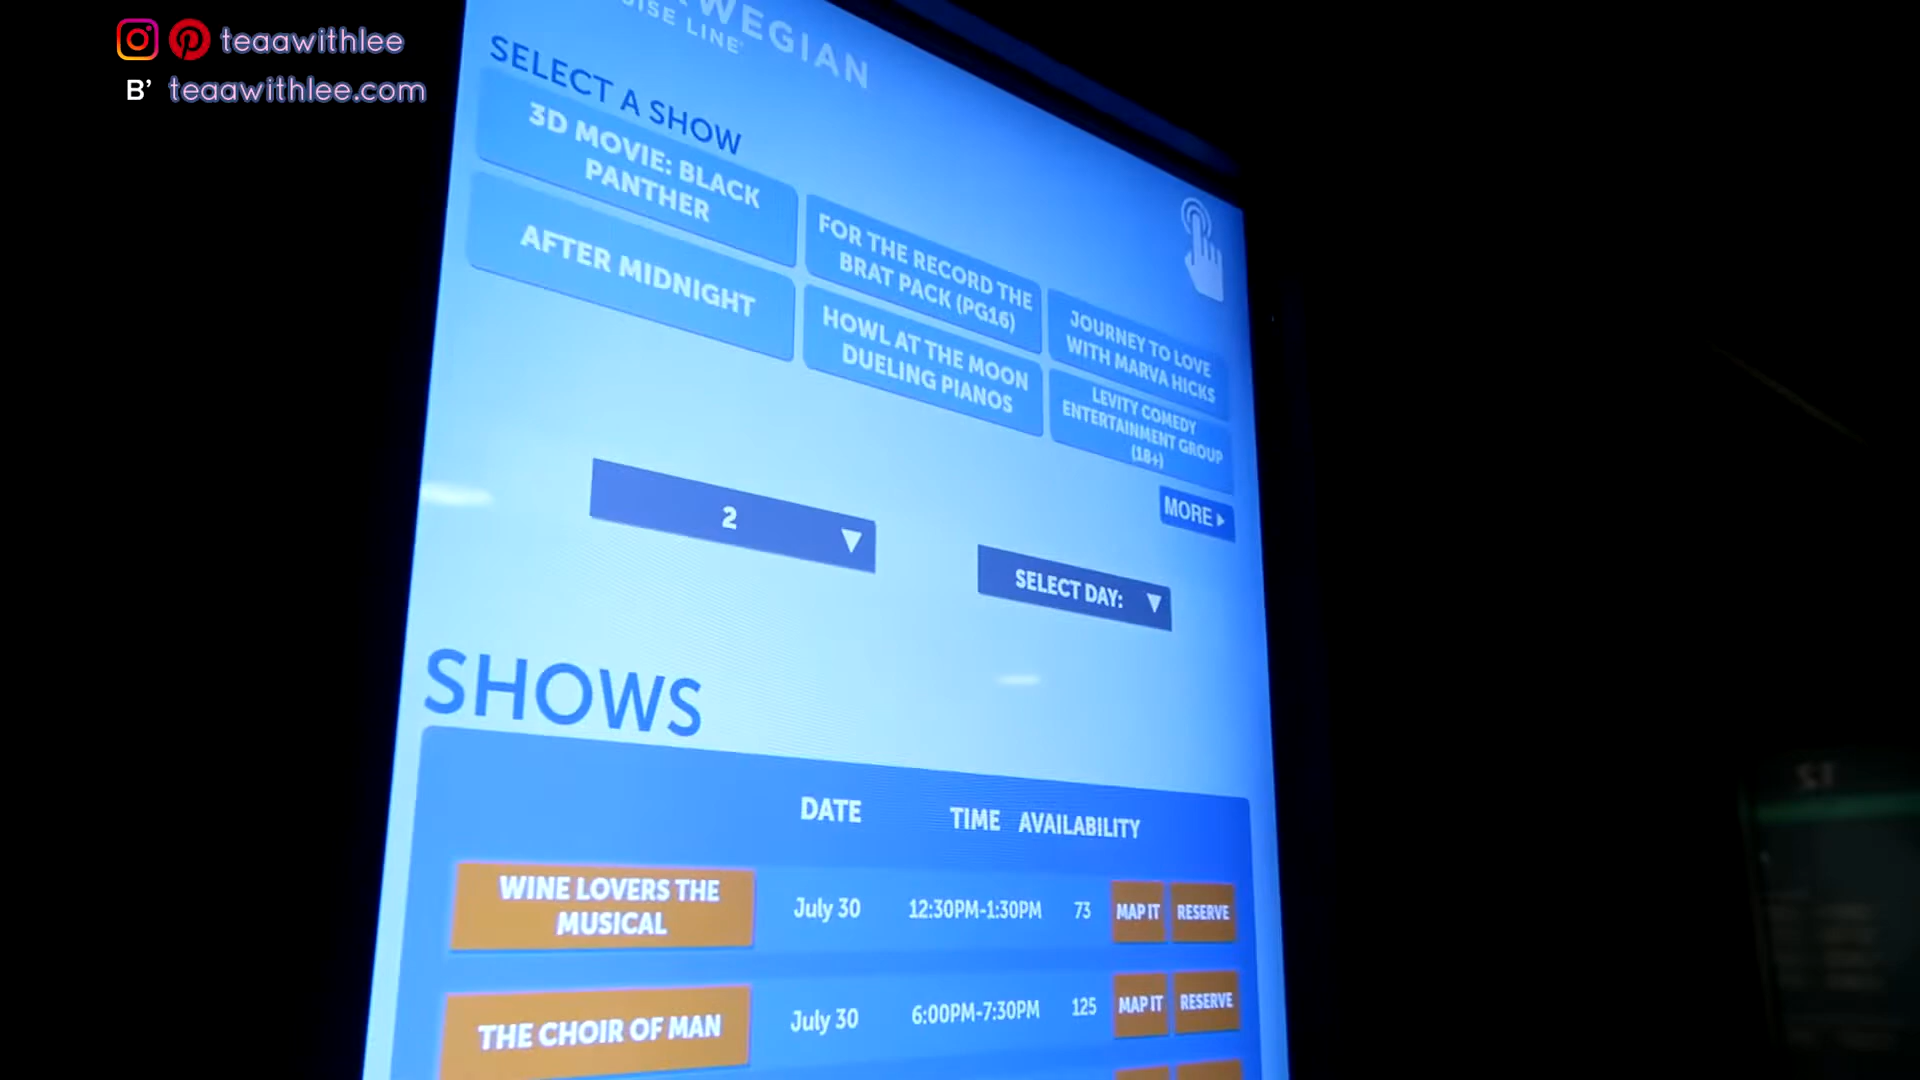 teaawithlee
B’ teaawithlee.com
WEGIAN
ISE LINE
SELECT A SHOW
3D MOVIE: BLACK
PANTHER
FOR THE RECORD THE
BRAT PACK (PG16)
JOURNEY TO LOVE
WITH MARVA HICKS
AFTER MIDNIGHT
HOWL AT THE MOON
DUELING PIANOS
LEVITY COMEDY
ENTERTAINMENT GROUP
(18+)
MORE
2
SELECT DAY:
SHOWS
DATE TIME AVAILABILITY
WINE LOVERS THE
MUSICAL
July 30 12:30PM-1:30PM 73 MAP IT RESERVE
THE CHOIR OF MAN July 30 6:00PM-7:30PM 125 MAP IT RESERVE
12